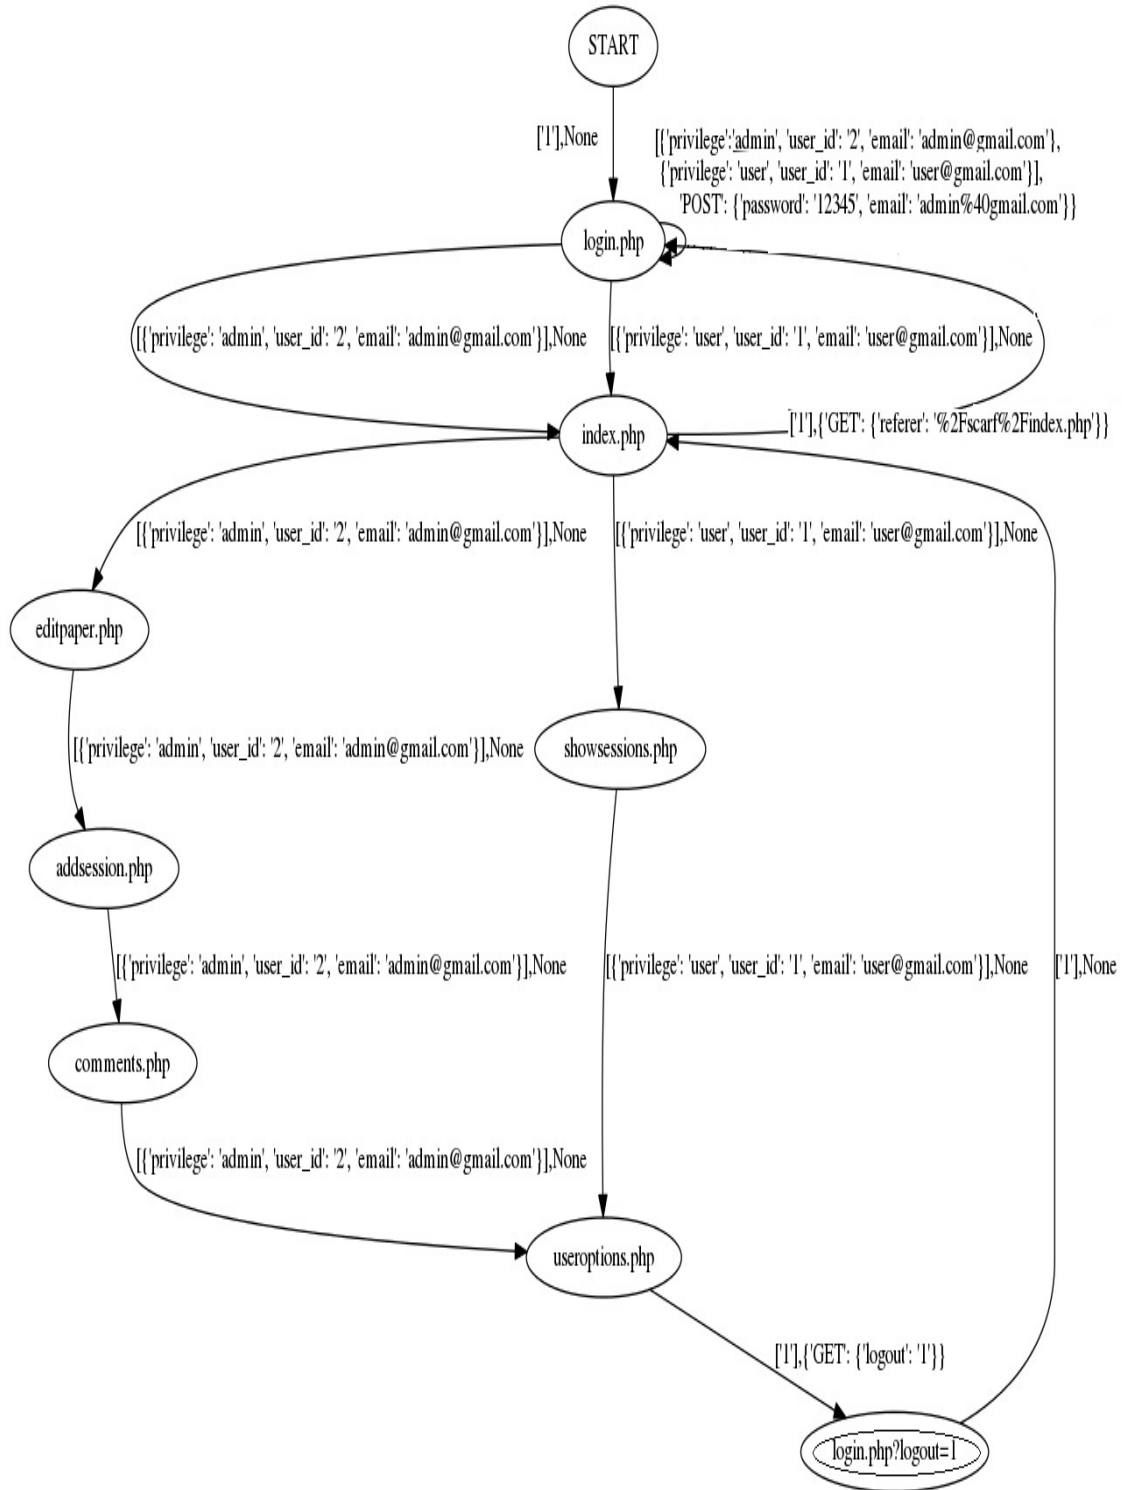 START
['1'],None
[{'privilege':'admin', 'user_id': '2', 'email': 'admin@gmail.com'},
{'privilege': 'user', 'user_id': '1', 'email': 'user@gmail.com'}],
'POST': {'password': '12345', 'email': 'admin%40gmail.com'}}
login.php
[{'privilege': 'admin', 'user_id': '2', 'email': 'admin@gmail.com'}],None
[{'privilege': 'user', 'user_id': '1', 'email': 'user@gmail.com'}],None
index.php
['1'],{'GET': {'referer': '%2Fscarf%2Findex.php'}}
[{'privilege': 'admin', 'user_id': '2', 'email': 'admin@gmail.com'}],None
[{'privilege': 'user', 'user_id': '1', 'email': 'user@gmail.com'}],None
editpaper.php
[{'privilege': 'admin', 'user_id': '2', 'email': 'admin@gmail.com'}],None
showsessions.php
addsession.php
[{'privilege': 'admin', 'user_id': '2', 'email': 'admin@gmail.com'}],None
[{'privilege': 'user', 'user_id': '1', 'email': 'user@gmail.com'}],None
['1'],None
comments.php
[{'privilege': 'admin', 'user_id': '2', 'email': 'admin@gmail.com'}],None
useroptions.php
['1'],{'GET': {'logout': '1'}}
login.php?logout=1